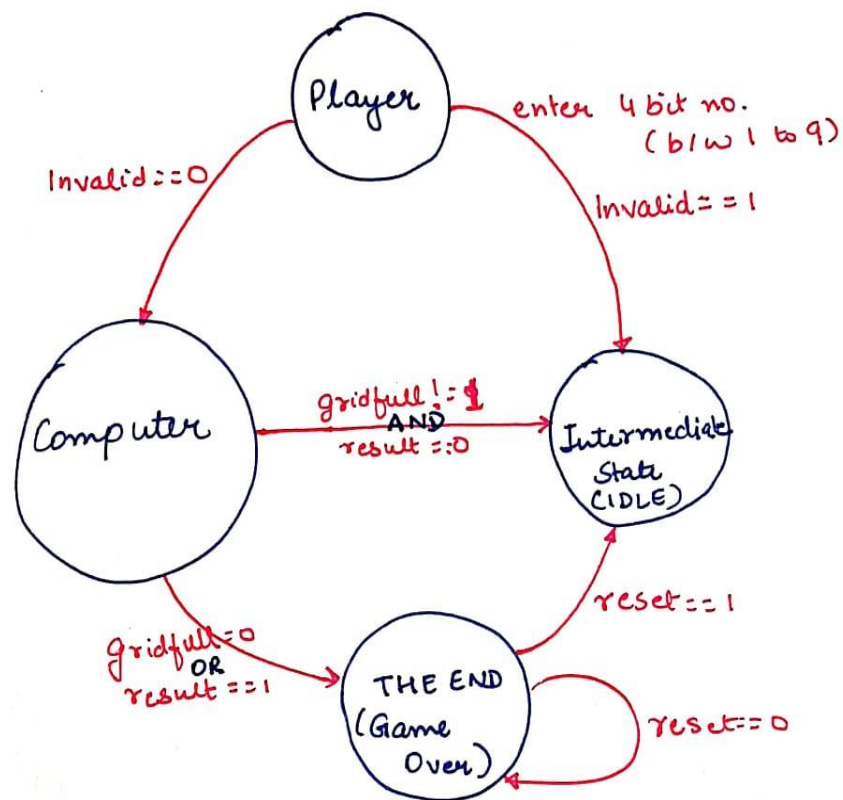 Player
enter 4 bit no.
(b/w 1 to 9)
Invalid==0
Invalid==1
Computer
gridfull!=1
AND
result==0
Intermediate
State
(IDLE)
reset==1
gridfull=0
OR
result==1
THE END
(Game
Over)
reset==0